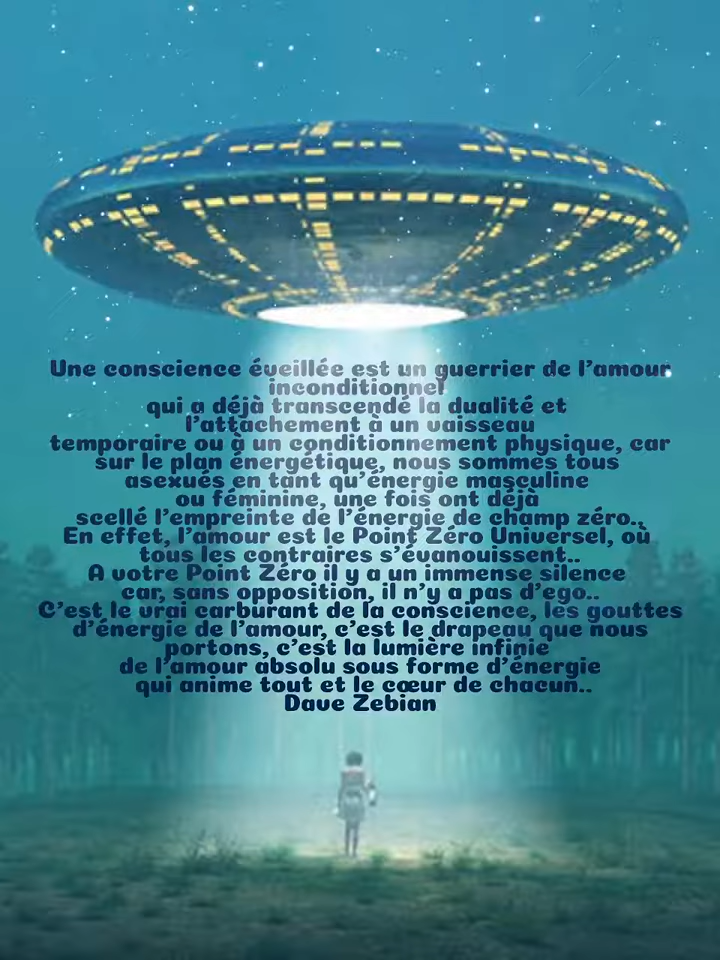 Une conscience éveillée est un guerrier de l'amour
inconditionnel
qui a déjà transcendé la dualité et
l'attachement à un vaisseau
temporaire ou à un conditionnement physique, car
sur le plan énergétique, nous sommes tous
asexués en tant qu'énergie masculine
ou féminine, une fois ont déjà
scellé l'empreinte de l'énergie de champ zéro..
En effet, l'amour est le Point Zéro Universel, où
tous les contraires s'évanouissent..
A votre Point Zéro il y a un immense silence
car, sans opposition, il n'y a pas d'ego..
C'est le vrai carburant de la conscience, les gouttes
d'énergie de l'amour, c'est le drapeau que nous
portons, c'est la lumière infinie
de l'amour absolu sous forme d'énergie
qui anime tout et le cœur de chacun..
Dave Zebian